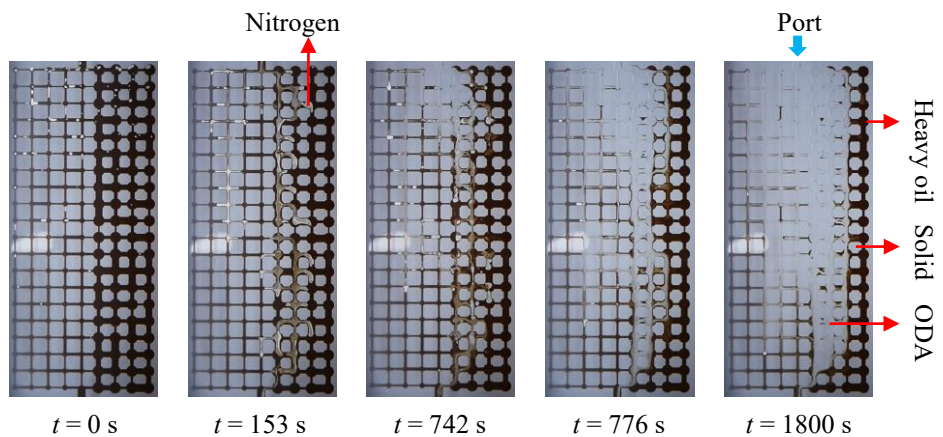 Nitrogen
Port
Heavy oil
Solid
ODA
t = 0 s
t = 153 s
t = 742 s
t = 776 s
t = 1800 s